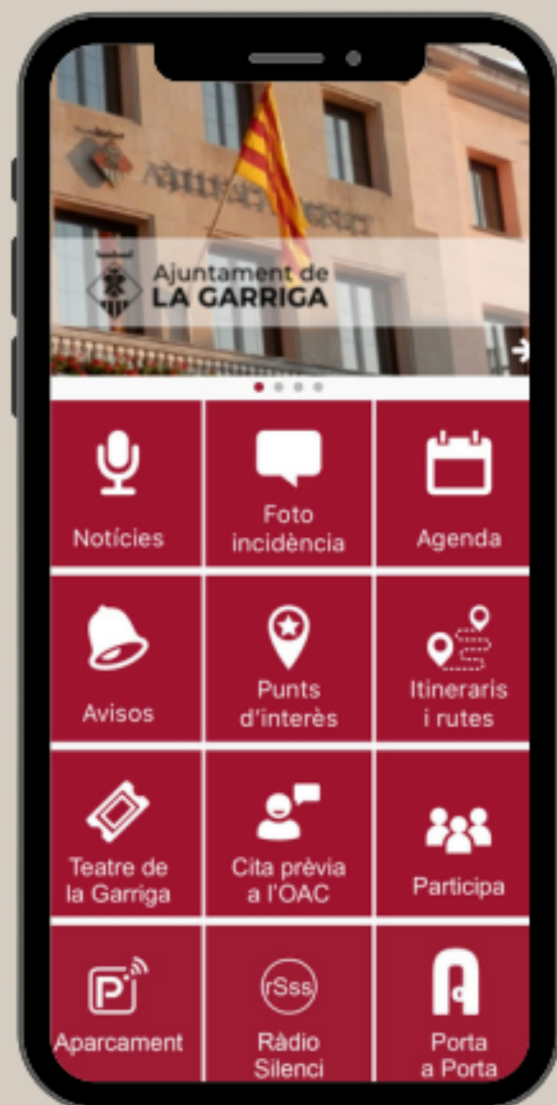 AJUNTAMENT
Ajuntament de
LA GARRIGA
Notícies
Foto
incidència
Agenda
Avisos
Punts
d'interès
Itineraris
i rutes
Teatre de
la Garriga
Cita prèvia
a l'OAC
Participa
P
Aparcament
rSss
Ràdio
Silenci
Porta
a Porta